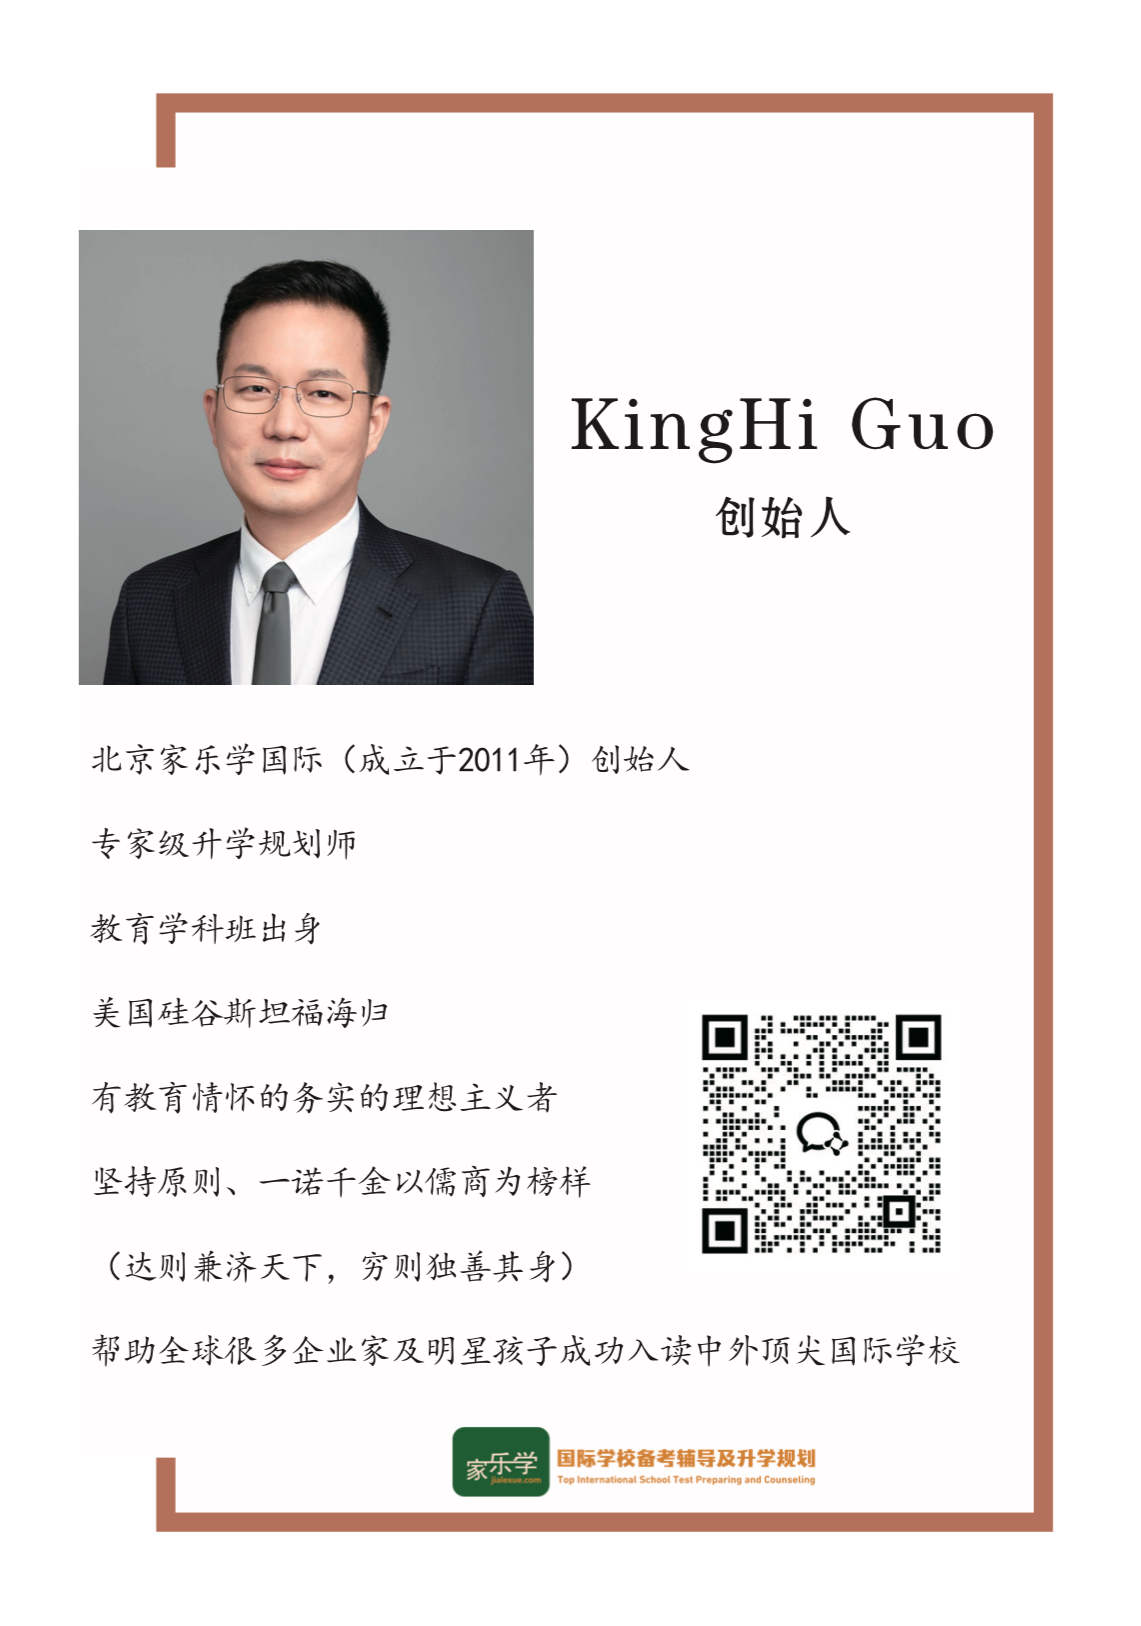 KingHi Guo
创始人
北京家乐学国际（成立于2011年）创始人
专家级升学规划师
教育学科班出身
美国硅谷斯坦福海归
有教育情怀的务实的理想主义者
坚持原则、一诺千金以儒商为榜样
（达则兼济天下，穷则独善其身）
帮助全球很多企业家及明星孩子成功入读中外顶尖国际学校
家乐学
jialexue.com
国际学校备考辅导及升学规划
Top International School Test Preparing and Counseling